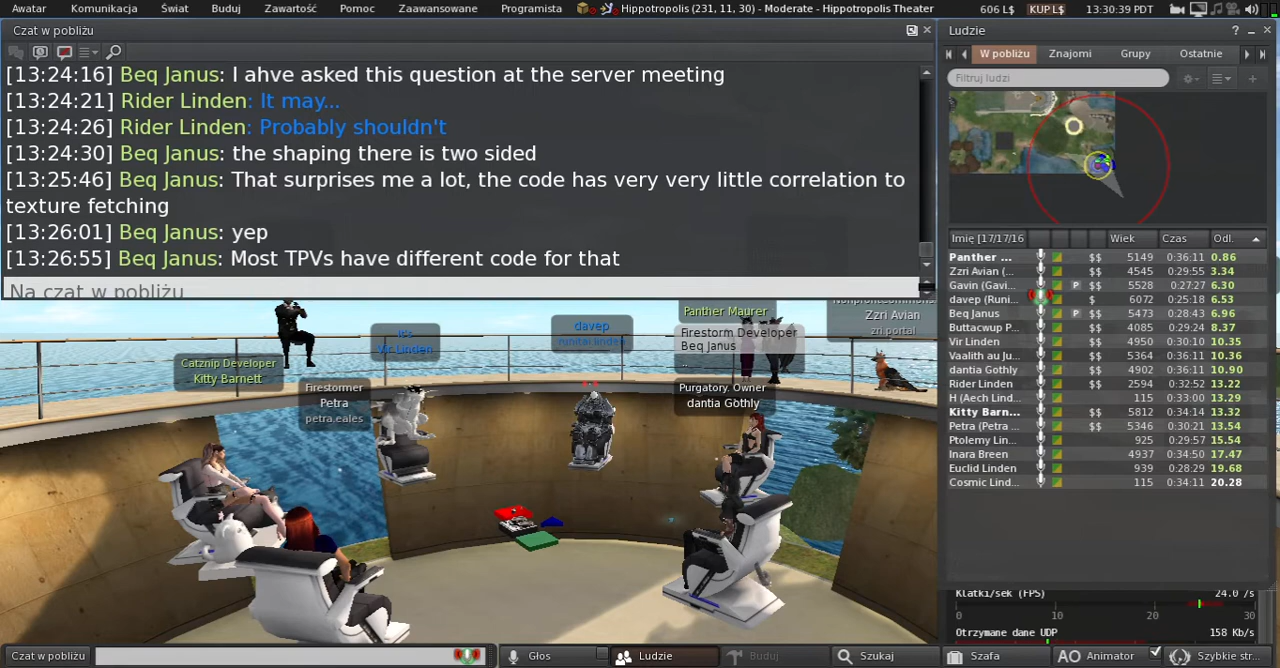 Awatar Komunikacja Świat Buduj Zawartość Pomoc Zaawansowane Programista Hippotropolis (231, 11, 30) - Moderate - Hippotropolis Theater 606 L$ KUP L$ 13:30:39 PDT
Czat w pobliżu
[13:24:16] Beq Janus: I ahve asked this question at the server meeting
[13:24:21] Rider Linden: It may...
[13:24:26] Rider Linden: Probably shouldn't
[13:24:30] Beq Janus: the shaping there is two sided
[13:25:46] Beq Janus: That surprises me a lot, the code has very very little correlation to
texture fetching
[13:26:01] Beq Janus: yep
[13:26:55] Beq Janus: Most TPVs have different code for that
Na czat w pobliżu
Ludzie
W pobliżu Znajomi Grupy Ostatnie
Filtruj ludzi
Imię [17/17/16 Wiek Czas Odl.
Panther ... $$ 5149 0:36:11 0.86
Zzri Avian (... $$ 4545 0:29:55 3.34
Gavin (Gavi... P $$ 5528 0:27:27 6.30
davep (Runi... $ 6072 0:25:18 6.53
Beq Janus P $$ 5473 0:28:43 6.96
Buttacwup P... $$ 4085 0:29:24 8.37
Vir Linden $$ 4950 0:30:10 10.35
Vaalith au Ju... $$ 5364 0:36:11 10.36
dantia Gothly $$ 4902 0:36:11 10.90
Rider Linden $$ 2594 0:32:52 13.22
H (Aech Lind... 115 0:33:00 13.29
Kitty Barn... $$ 5812 0:34:14 13.32
Petra (Petra ... $$ 5346 0:30:21 13.54
Ptolemy Lin... 925 0:29:57 15.54
Inara Breen 4937 0:34:50 17.47
Euclid Linden 939 0:28:29 19.68
Cosmic Lind... 115 0:34:11 20.28
Panther Maurer
Zzri Avian
zri portal
davep
runitai linden
Firestorm Developer
Beq Janus
It's
Vir Linden
Catznip Developer
Kitty Barnett
Firestormer
Petra
petra eales
Purgatory. Owner
dantia Gothly
Klatki/sek (FPS) 24.0 /s
0 10 20 30
Otrzymane dane UDP 158 Kb/s
Czat w pobliżu Głos Ludzie Buduj Szukaj Szafa AO Animator Szybkie str...